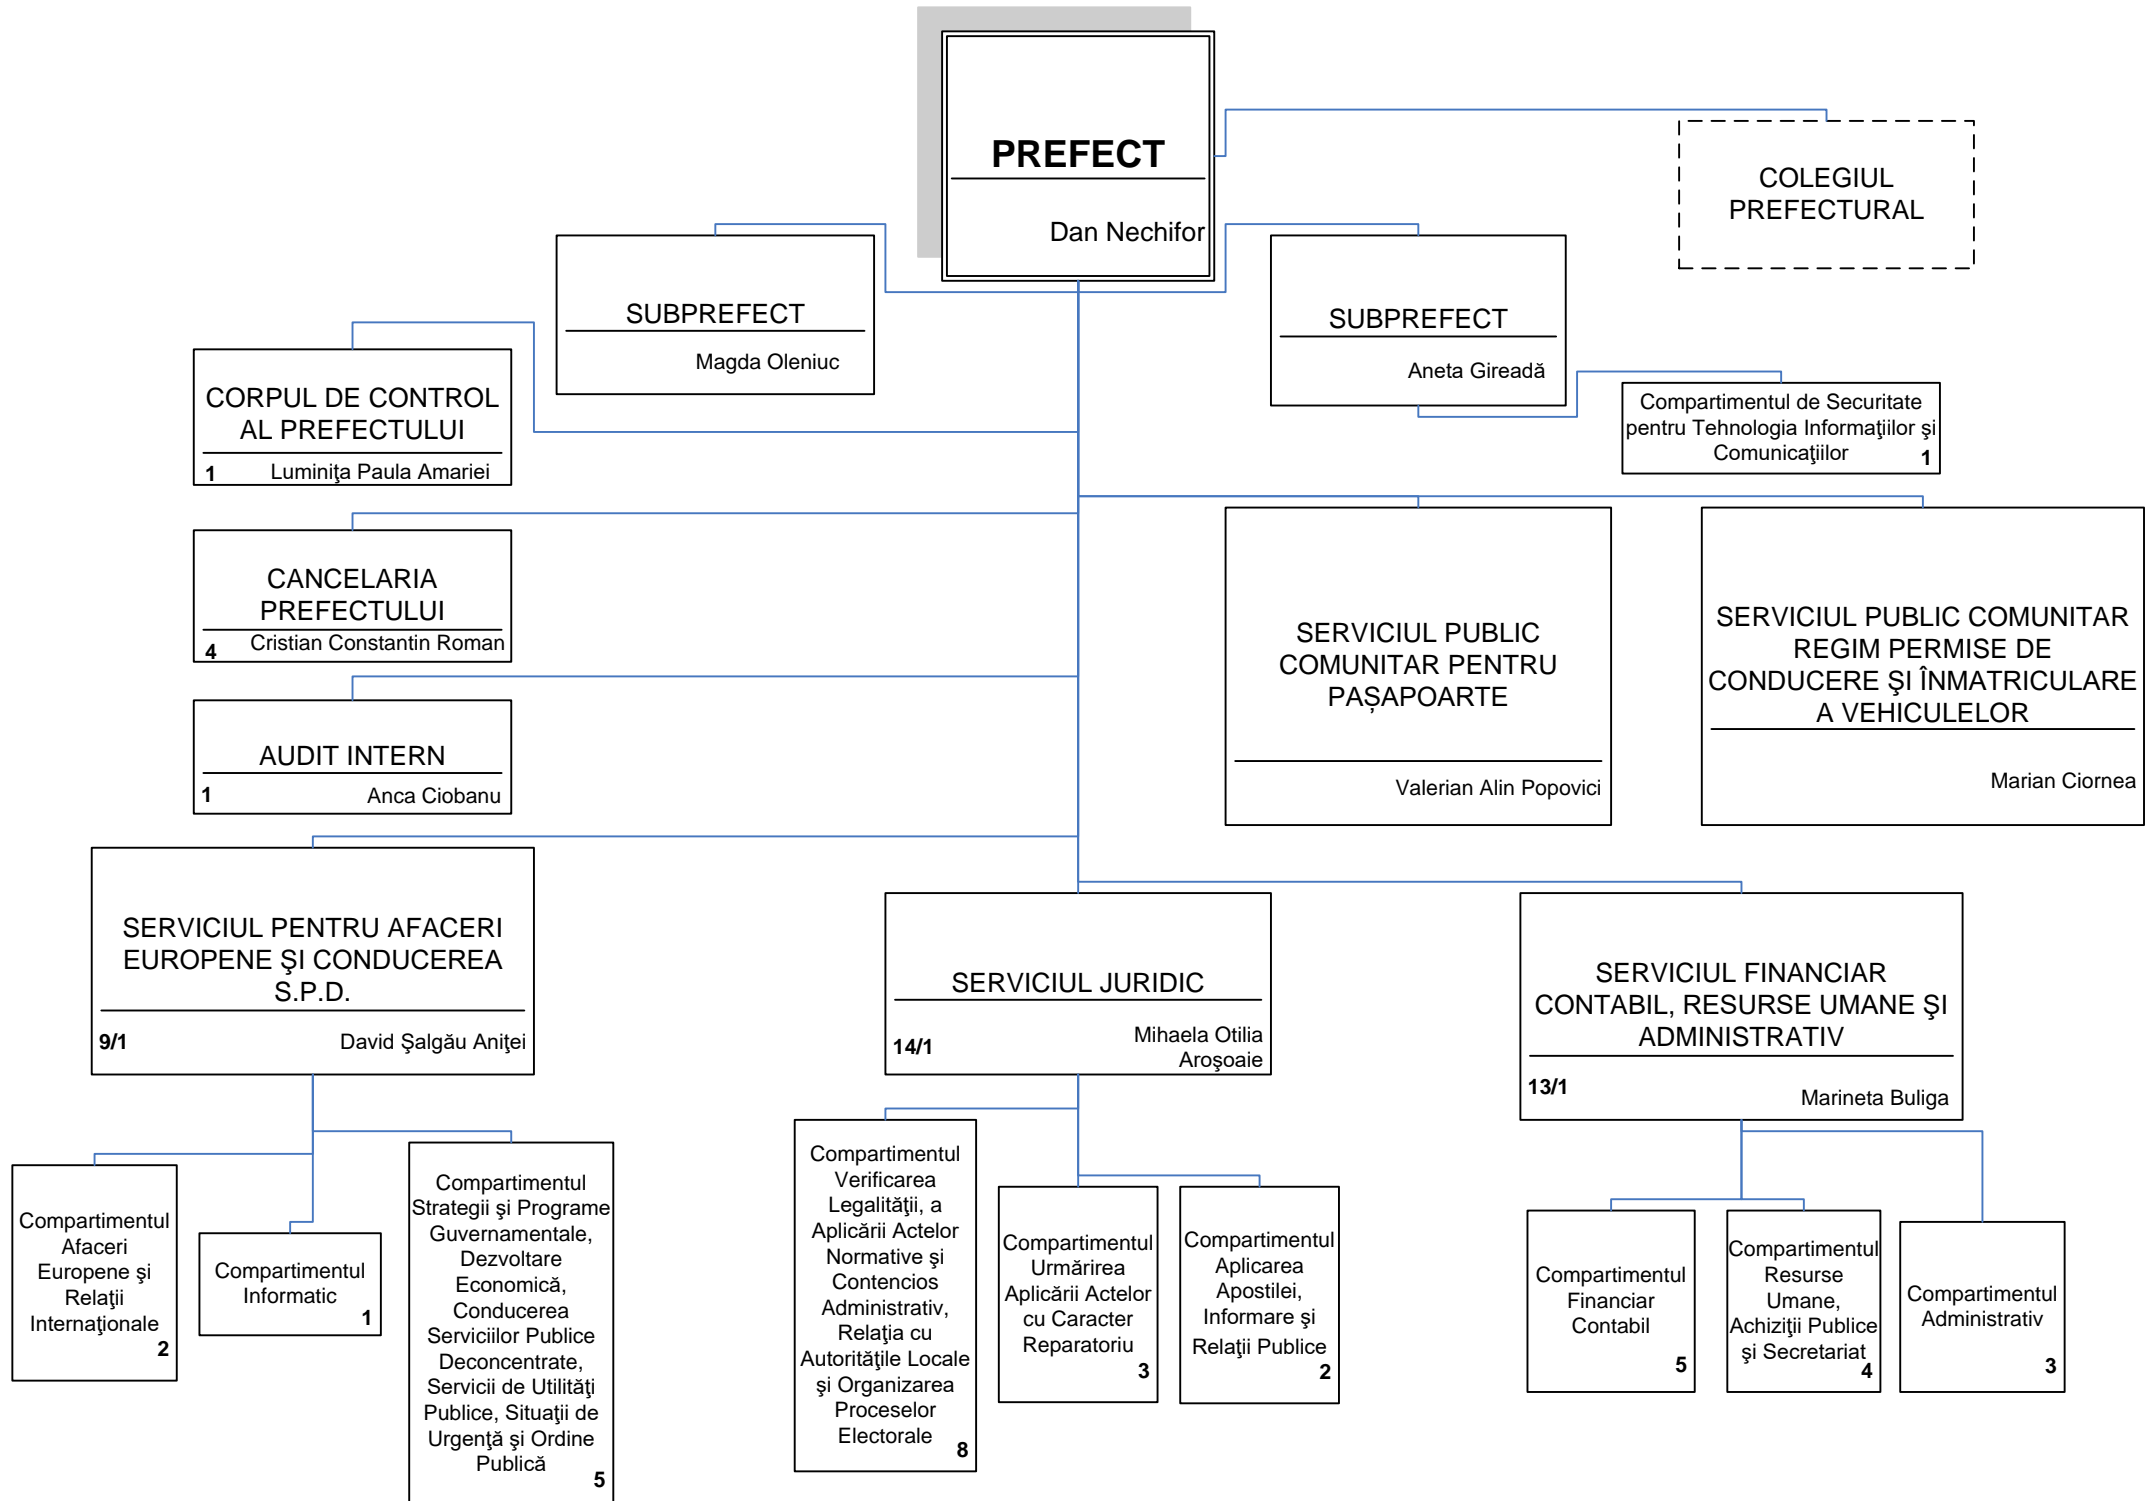 PREFECT
Dan Nechifor
COLEGIUL
PREFECTURAL
SUBPREFECT
Magda Oleniuc
SUBPREFECT
Aneta Gireadă
CORPUL DE CONTROL
AL PREFECTULUI
1 Luminiţa Paula Amariei
Compartimentul de Securitate
pentru Tehnologia Informaţiilor şi
Comunicaţiilor 1
CANCELARIA
PREFECTULUI
4 Cristian Constantin Roman
SERVICIUL PUBLIC
COMUNITAR PENTRU
PAȘAPOARTE
Valerian Alin Popovici
SERVICIUL PUBLIC COMUNITAR
REGIM PERMISE DE
CONDUCERE ŞI ÎNMATRICULARE
A VEHICULELOR
Marian Ciornea
AUDIT INTERN
1 Anca Ciobanu
SERVICIUL PENTRU AFACERI
EUROPENE ŞI CONDUCEREA
S.P.D.
9/1 David Şalgău Aniţei
SERVICIUL JURIDIC
14/1 Mihaela Otilia
Aroşoaie
SERVICIUL FINANCIAR
CONTABIL, RESURSE UMANE ŞI
ADMINISTRATIV
13/1 Marineta Buliga
Compartimentul
Afaceri
Europene şi
Relaţii
Internaţionale
2
Compartimentul
Informatic
1
Compartimentul
Strategii şi Programe
Guvernamentale,
Dezvoltare
Economică,
Conducerea
Serviciilor Publice
Deconcentrate,
Servicii de Utilităţi
Publice, Situaţii de
Urgenţă şi Ordine
Publică
5
Compartimentul
Verificarea
Legalităţii, a
Aplicării Actelor
Normative şi
Contencios
Administrativ,
Relaţia cu
Autorităţile Locale
şi Organizarea
Proceselor
Electorale
8
Compartimentul
Urmărirea
Aplicării Actelor
cu Caracter
Reparatoriu
3
Compartimentul
Aplicarea
Apostilei,
Informare şi
Relaţii Publice
2
Compartimentul
Financiar
Contabil
5
Compartimentul
Resurse
Umane,
Achiziţii Publice
şi Secretariat
4
Compartimentul
Administrativ
3